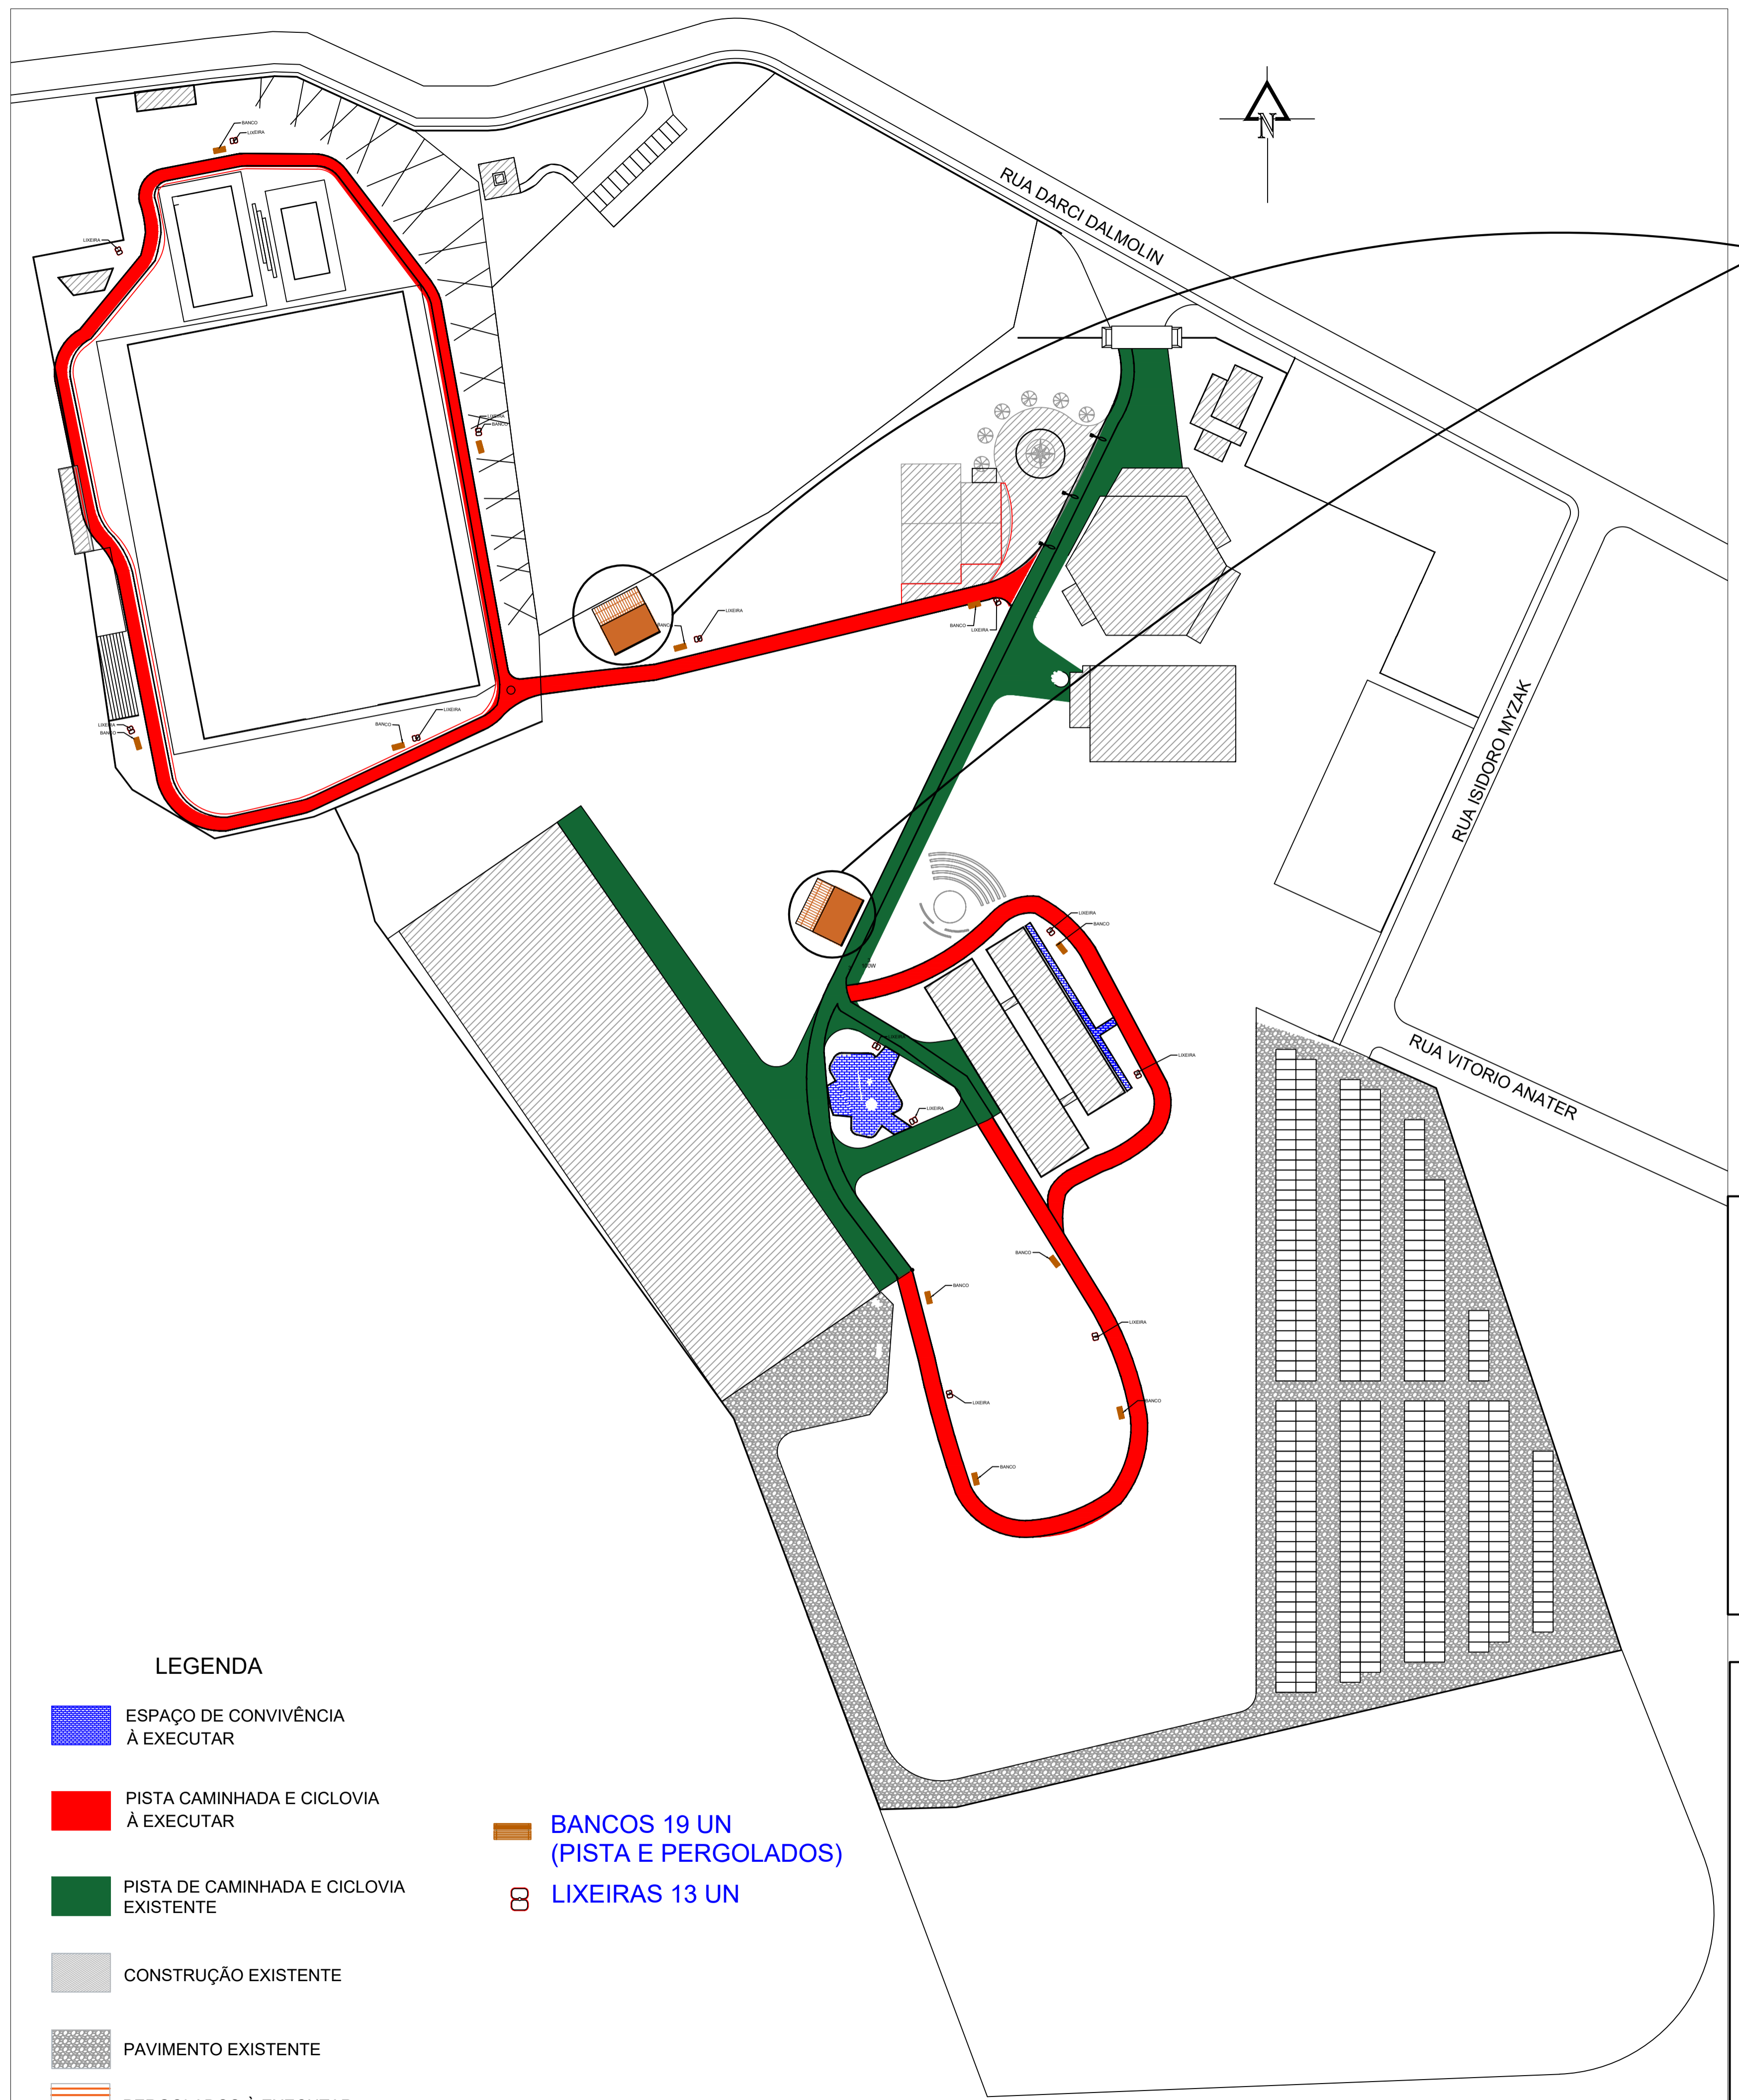 BANCO
LIXEIRA
N
RUA DARCI DALMOLIN
LIXEIRA
LIXEIRA
BANCO
LIXEIRA
BANCO
BANCO
LIXEIRA
RUA ISIDORO MYZAK
LIXEIRA
BANCO
LIXEIRA
BANCO
LIXEIRA
BANCO
LIXEIRA
RUA VITORIO ANATER
LIXEIRA
LIXEIRA
BANCO
BANCO
LIXEIRA
LIXEIRA
BANCO
BANCO
LEGENDA
ESPAÇO DE CONVIVÊNCIA
À EXECUTAR
PISTA CAMINHADA E CICLOVIA
À EXECUTAR
BANCOS 19 UN
(PISTA E PERGOLADOS)
PISTA DE CAMINHADA E CICLOVIA
EXISTENTE
LIXEIRAS 13 UN
CONSTRUÇÃO EXISTENTE
PAVIMENTO EXISTENTE